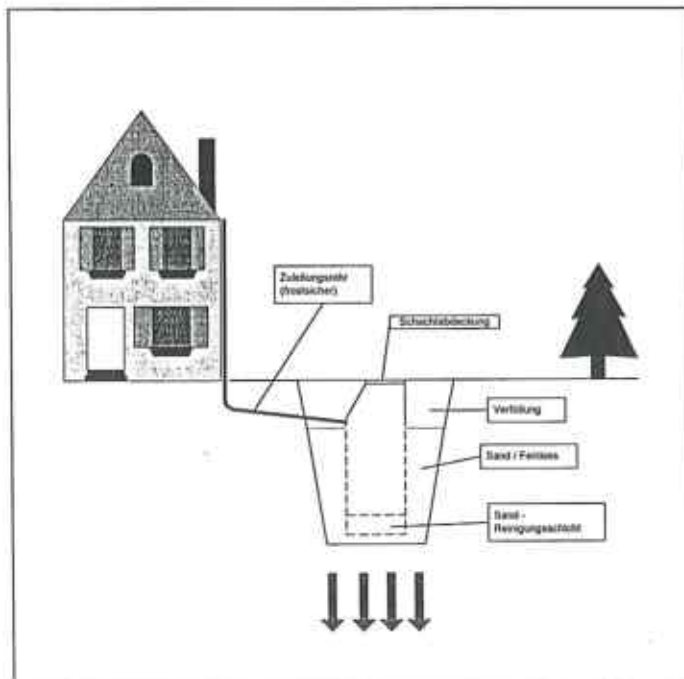 Zuleitungsrohr
(frostsicher)
Schachtabdeckung
Verfüllung
Sand / Feinkies
Sand -
Reinigungsschicht